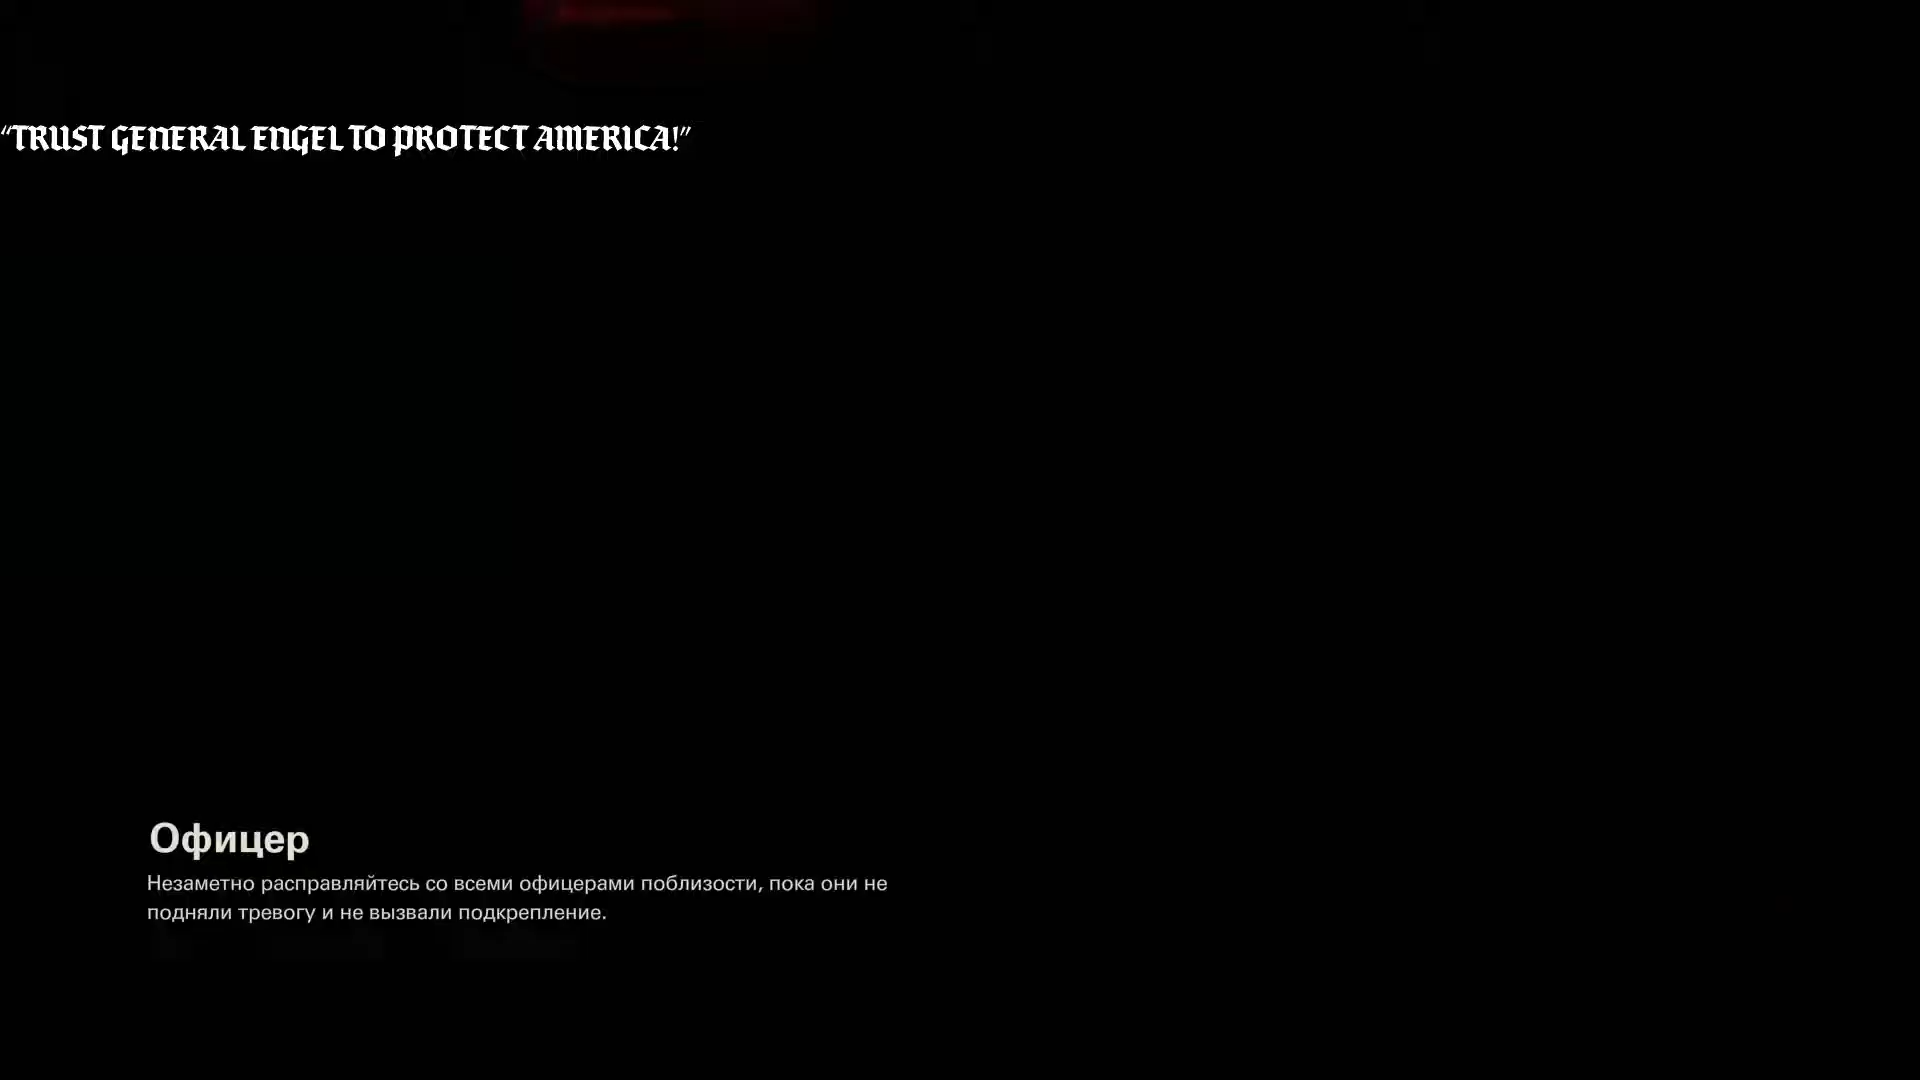 “TRUST GENERAL ENGEL TO PROTECT AMERICA!”
Офицер
Незаметно расправляйтесь со всеми офицерами поблизости, пока они не
подняли тревогу и не вызвали подкрепление.